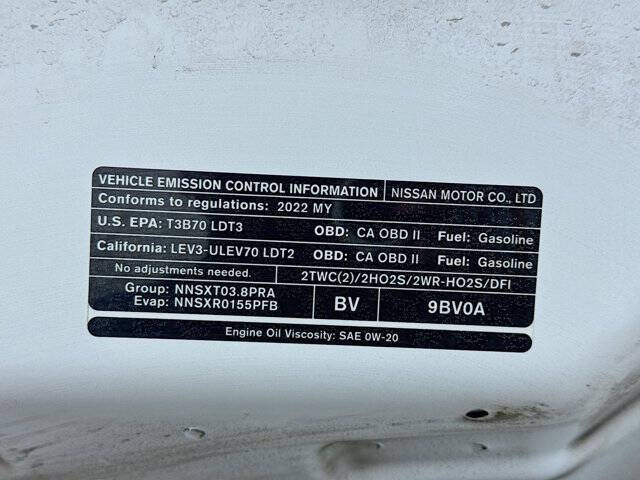 VEHICLE EMISSION CONTROL INFORMATION NISSAN MOTOR CO., LTD
Conforms to regulations: 2022 MY
U.S. EPA: T3B70 LDT3 OBD: CA OBD II Fuel: Gasoline
California: LEV3-ULEV70 LDT2 OBD: CA OBD II Fuel: Gasoline
No adjustments needed. 2TWC(2)/2HO2S/2WR-HO2S/DFI
Group: NNSXT03.8PRA
Evap: NNSXR0155PFB BV 9BV0A
Engine Oil Viscosity: SAE 0W-20